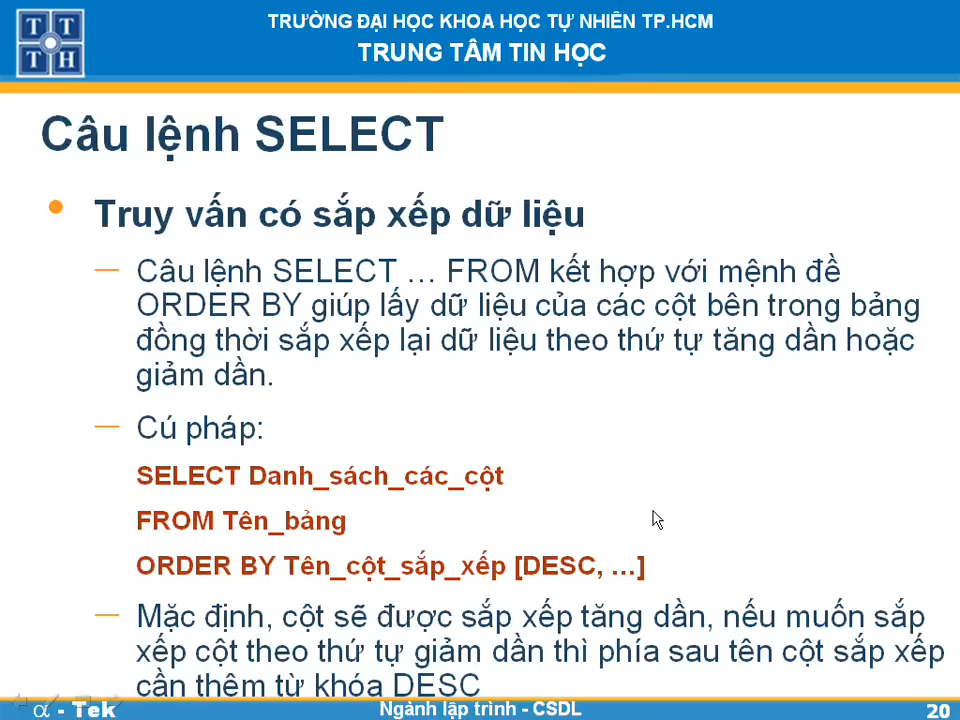 TRƯỜNG ĐẠI HỌC KHOA HỌC TỰ NHIÊN TP.HCM
TRUNG TÂM TIN HỌC
T T
T H
Câu lệnh SELECT
• Truy vấn có sắp xếp dữ liệu
– Câu lệnh SELECT … FROM kết hợp với mệnh đề
ORDER BY giúp lấy dữ liệu của các cột bên trong bảng
đồng thời sắp xếp lại dữ liệu theo thứ tự tăng dần hoặc
giảm dần.
– Cú pháp:
SELECT Danh_sách_các_cột
FROM Tên_bảng
ORDER BY Tên_cột_sắp_xếp [DESC, …]
– Mặc định, cột sẽ được sắp xếp tăng dần, nếu muốn sắp
xếp cột theo thứ tự giảm dần thì phía sau tên cột sắp xếp
cần thêm từ khóa DESC
α - Tek
Ngành lập trình - CSDL
20